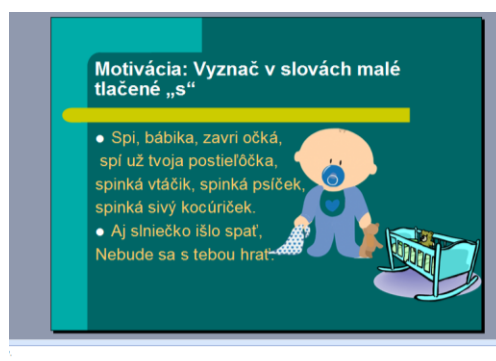 Motivácia: Vyznač v slovách malé
tlačené „s“
● Spi, bábika, zavri očká,
spí už tvoja postieľôčka,
spinká vtáčik, spinká psíček,
spinká sivý kocúriček.
● Aj slniečko išlo spať,
Nebude sa s tebou hrať.